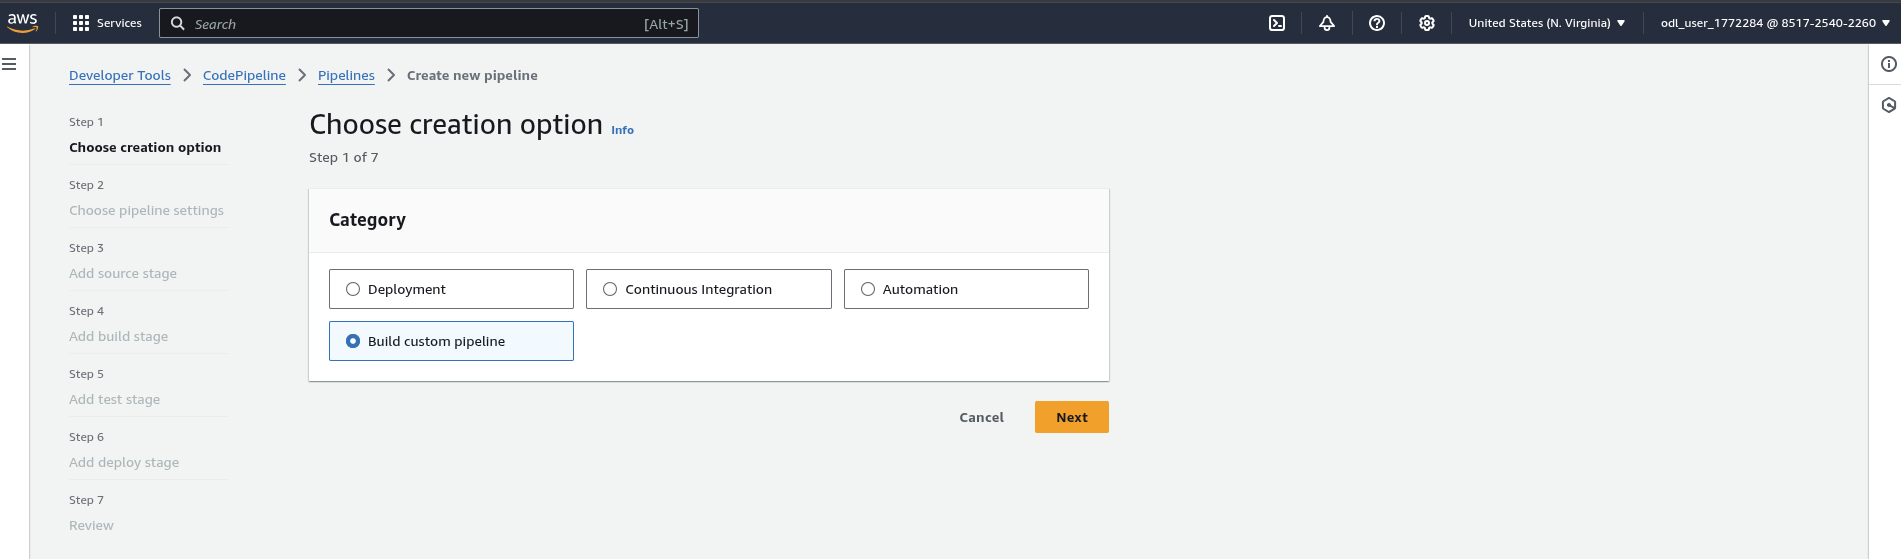 aws
Services
Search
[Alt+S]
United States (N. Virginia)
odl_user_1772284 @ 8517-2540-2260
Developer Tools
CodePipeline
Pipelines
Create new pipeline
Step 1
Choose creation option
Step 2
Choose pipeline settings
Step 3
Add source stage
Step 4
Add build stage
Step 5
Add test stage
Step 6
Add deploy stage
Step 7
Review
Choose creation option Info
Step 1 of 7
Category
Deployment
Continuous Integration
Automation
Build custom pipeline
Cancel
Next